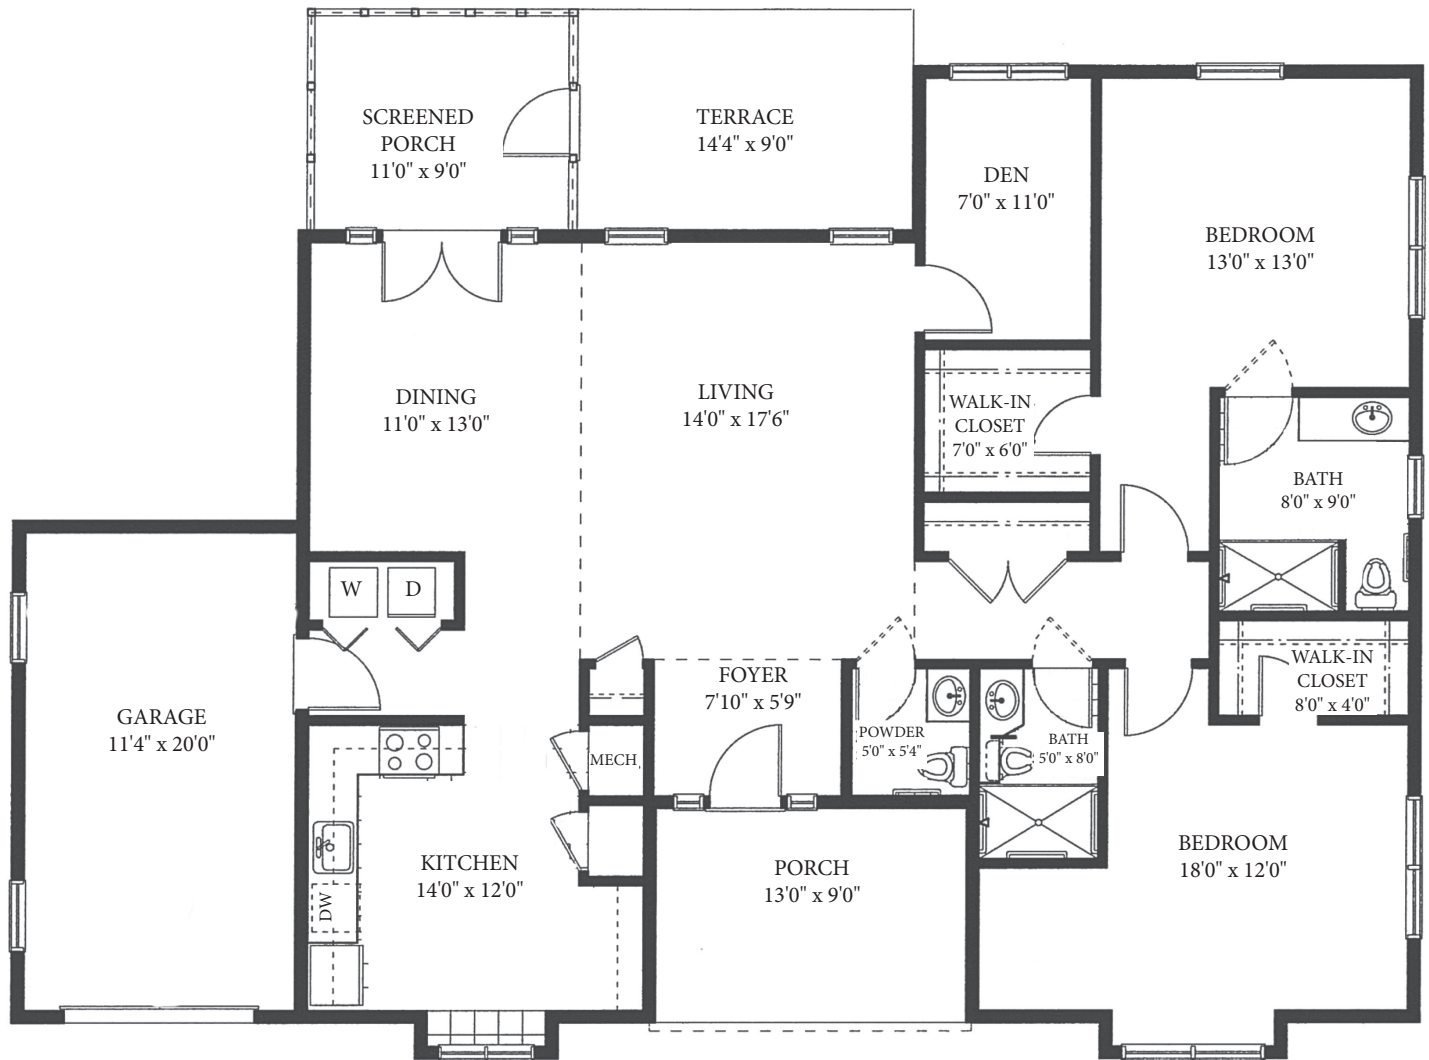 SCREENED
PORCH
11'0" x 9'0"
TERRACE
14'4" x 9'0"
DEN
7'0" x 11'0"
BEDROOM
13'0" x 13'0"
DINING
11'0" x 13'0"
LIVING
14'0" x 17'6"
WALK-IN
CLOSET
7'0" x 6'0"
BATH
8'0" x 9'0"
W
D
GARAGE
11'4" x 20'0"
FOYER
7'10" x 5'9"
WALK-IN
CLOSET
8'0" x 4'0"
POWDER
5'0" x 5'4"
BATH
5'0" x 8'0"
MECH
KITCHEN
14'0" x 12'0"
DW
PORCH
13'0" x 9'0"
BEDROOM
18'0" x 12'0"